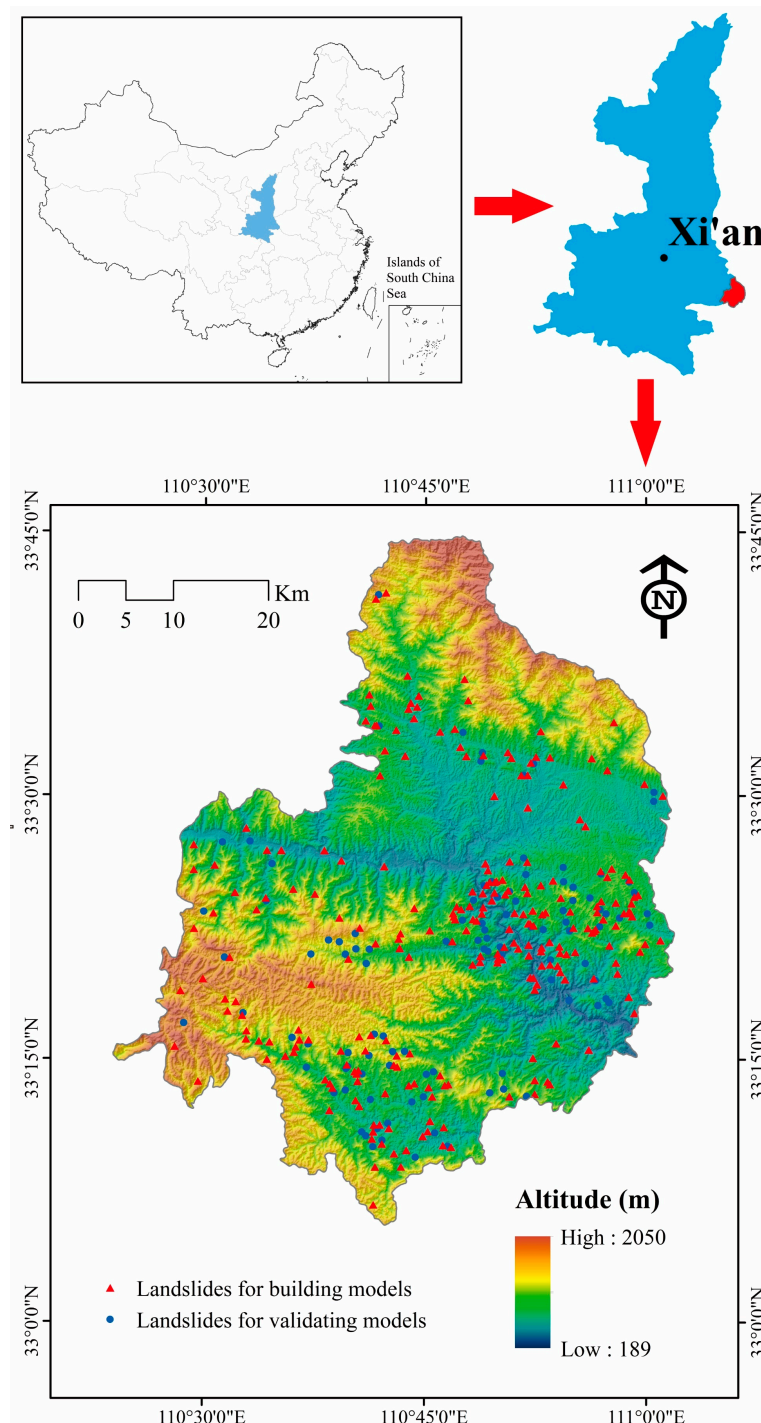 Islands of
South China
Sea
Xi'an
110°30'0"E
110°45'0"E
111°0'0"E
33°45'0"N
33°45'0"N
Km
0
5
10
20
N
33°30'0"N
33°30'0"N
33°15'0"N
33°15'0"N
Altitude (m)
High : 2050
Low : 189
Landslides for building models
Landslides for validating models
33°0'0"N
33°0'0"N
110°30'0"E
110°45'0"E
111°0'0"E